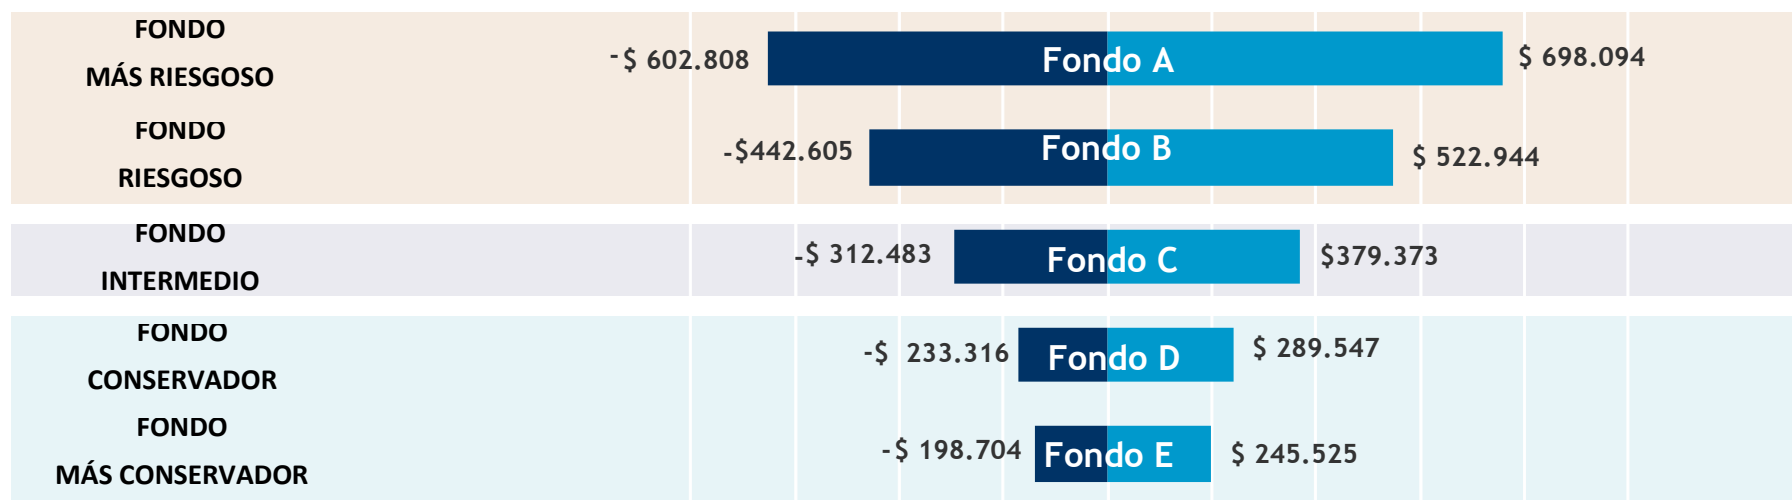 FONDO
MÁS RIESGOSO
-$ 602.808
Fondo A
$ 698.094
FONDO
RIESGOSO
-$442.605
Fondo B
$ 522.944
FONDO
INTERMEDIO
-$ 312.483
Fondo C
$379.373
FONDO
CONSERVADOR
-$ 233.316
Fondo D
$ 289.547
FONDO
MÁS CONSERVADOR
-$ 198.704
Fondo E
$ 245.525